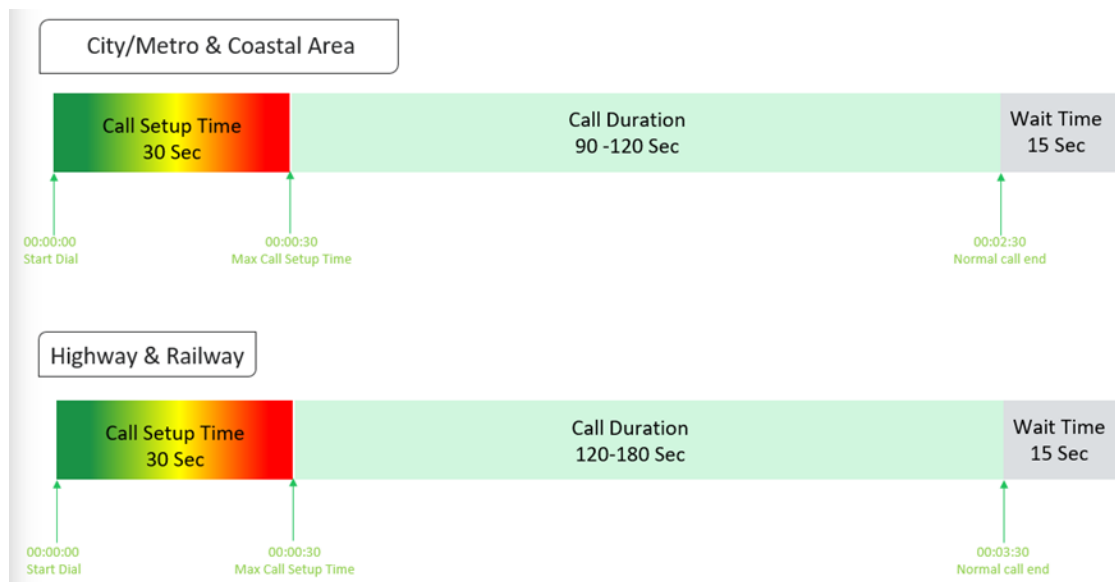 City/Metro & Coastal Area
Call Setup Time
30 Sec
Call Duration
90 -120 Sec
Wait Time
15 Sec
00:00:00
Start Dial
00:00:30
Max Call Setup Time
00:02:30
Normal call end
Highway & Railway
Call Setup Time
30 Sec
Call Duration
120-180 Sec
Wait Time
15 Sec
00:00:00
Start Dial
00:00:30
Max Call Setup Time
00:03:30
Normal call end